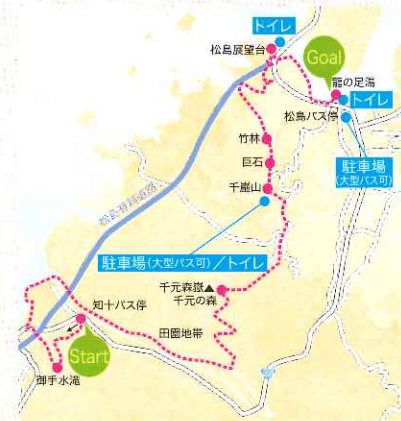 トイレ
松島展望台
Goal
龍の足湯
トイレ
松島バス停
駐車場
(大型バス可)
竹林
巨石
千巌山
松島有料道路
駐車場(大型バス可)/トイレ
千元森嶽▲
千元の森
知十バス停
田園地帯
Start
御手水滝